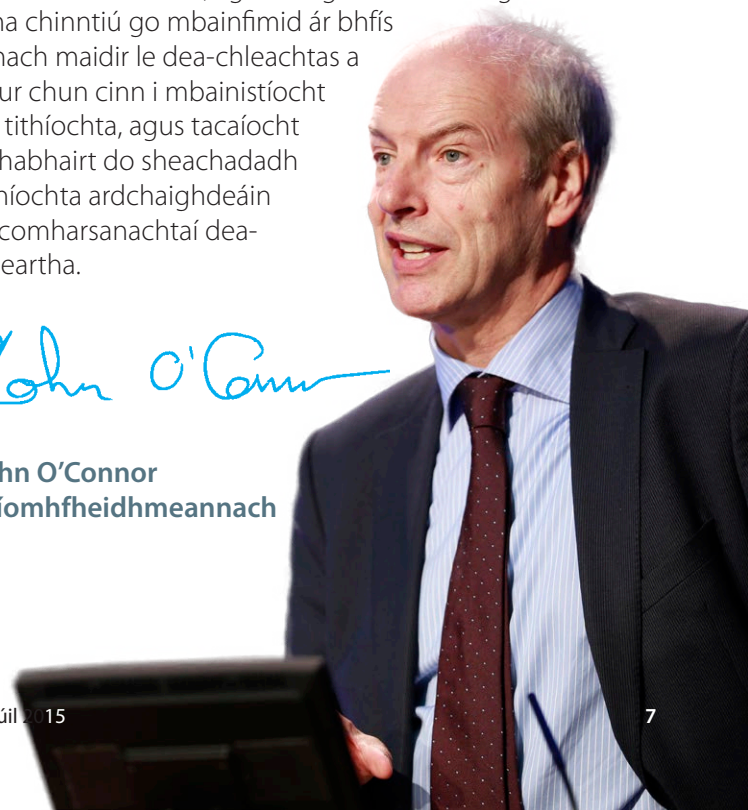 na chinntiú go mbainfimid ár bhfís
nach maidir le dea-chleachtas a
ur chun cinn i mbainistíocht
tithíochta, agus tacaíocht
habhairt do sheachadadh
híochta ardchaighdeáin
comharsanachtaí dea-
eartha.
John O'Connor
hn O’Connor
íomhfheidhmeannach
úil 2015
7